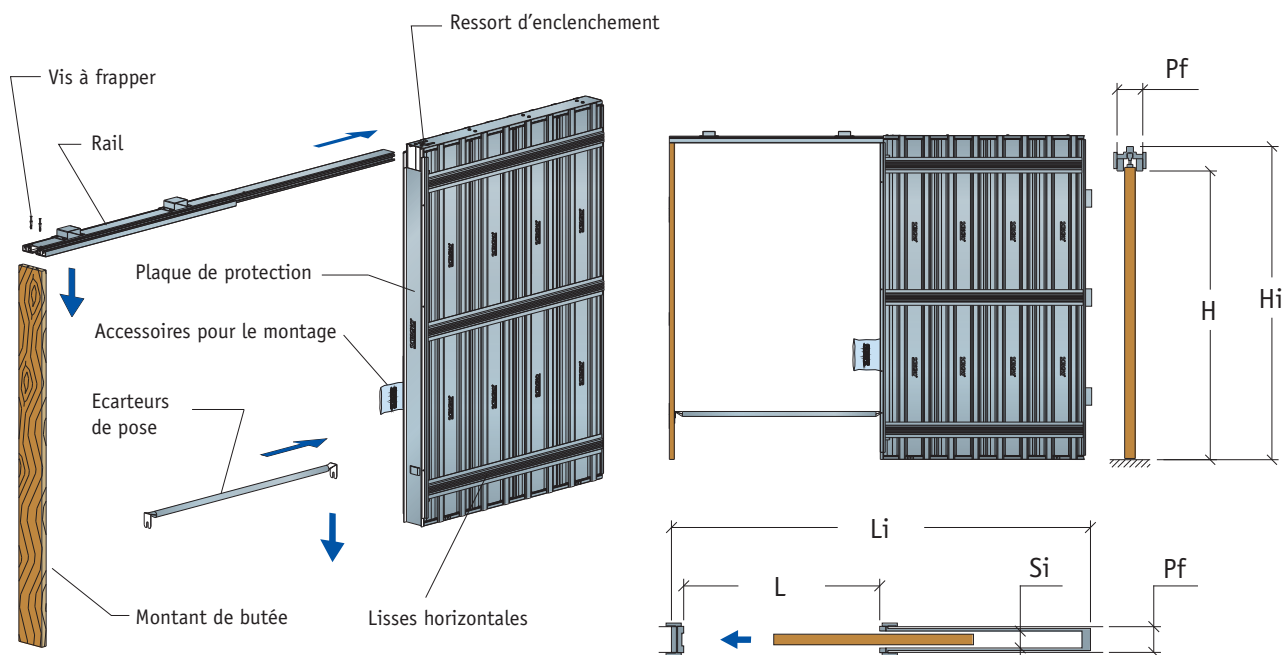 Ressort d'enclenchement
Vis à frapper
Rail
Plaque de protection
Accessoires pour le montage
Ecarteurs
de pose
Montant de butée
Lisses horizontales
Pf
H
Hi
Li
L
Si
Pf